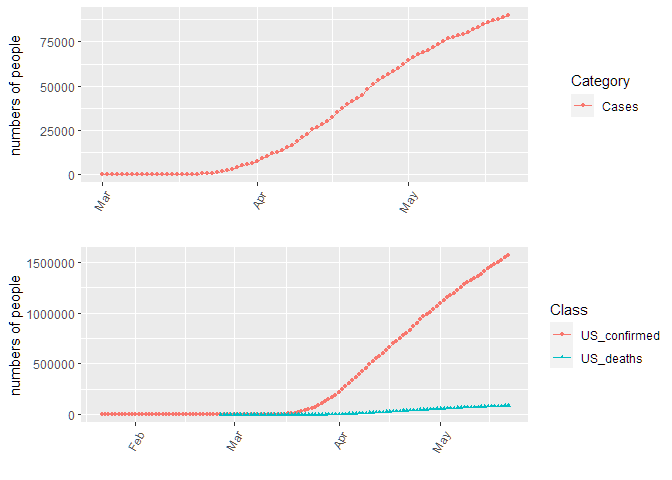 numbers of people
75000
50000
25000
0
Mar
Apr
May
Category
Cases
numbers of people
1500000
1000000
500000
0
Feb
Mar
Apr
May
Class
US_confirmed
US_deaths